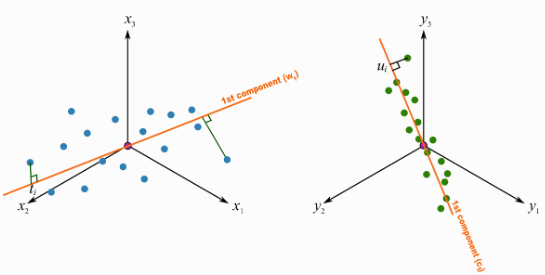 x₃
1st component (w₁)
tᵢ
x₂
x₁
y₃
uᵢ
y₂
y₁
1st component (c₁)